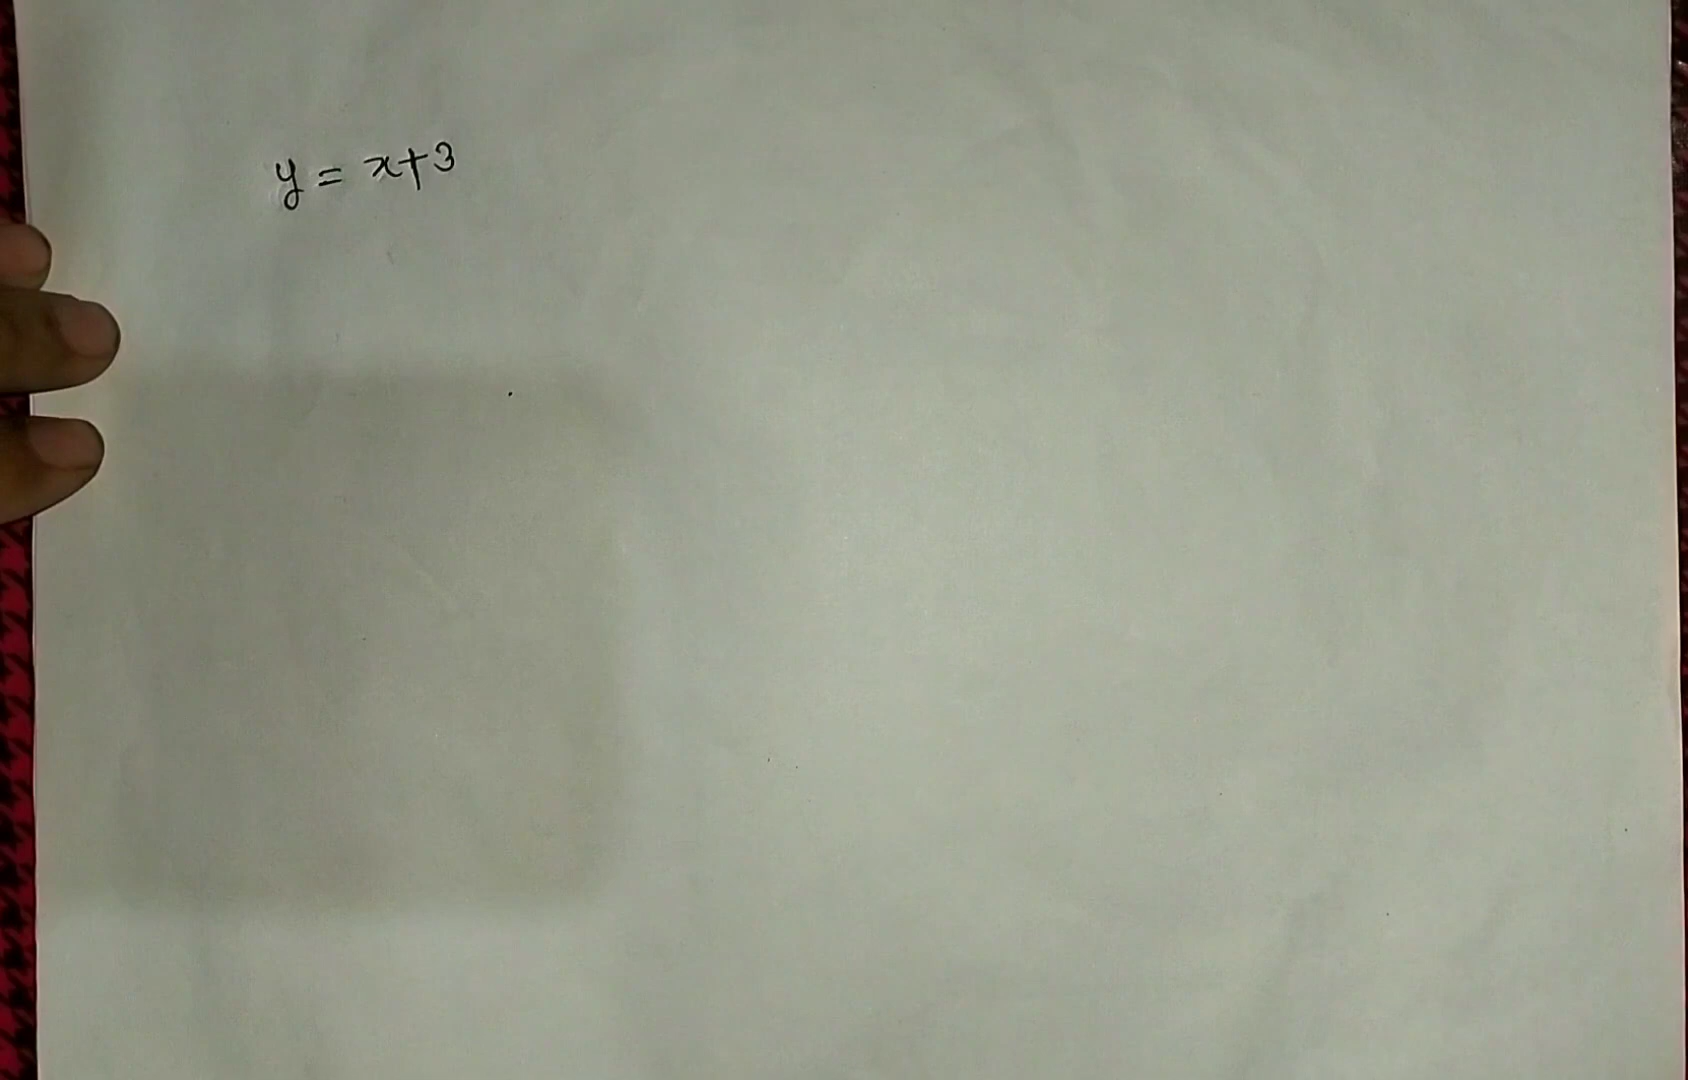 y = x+3